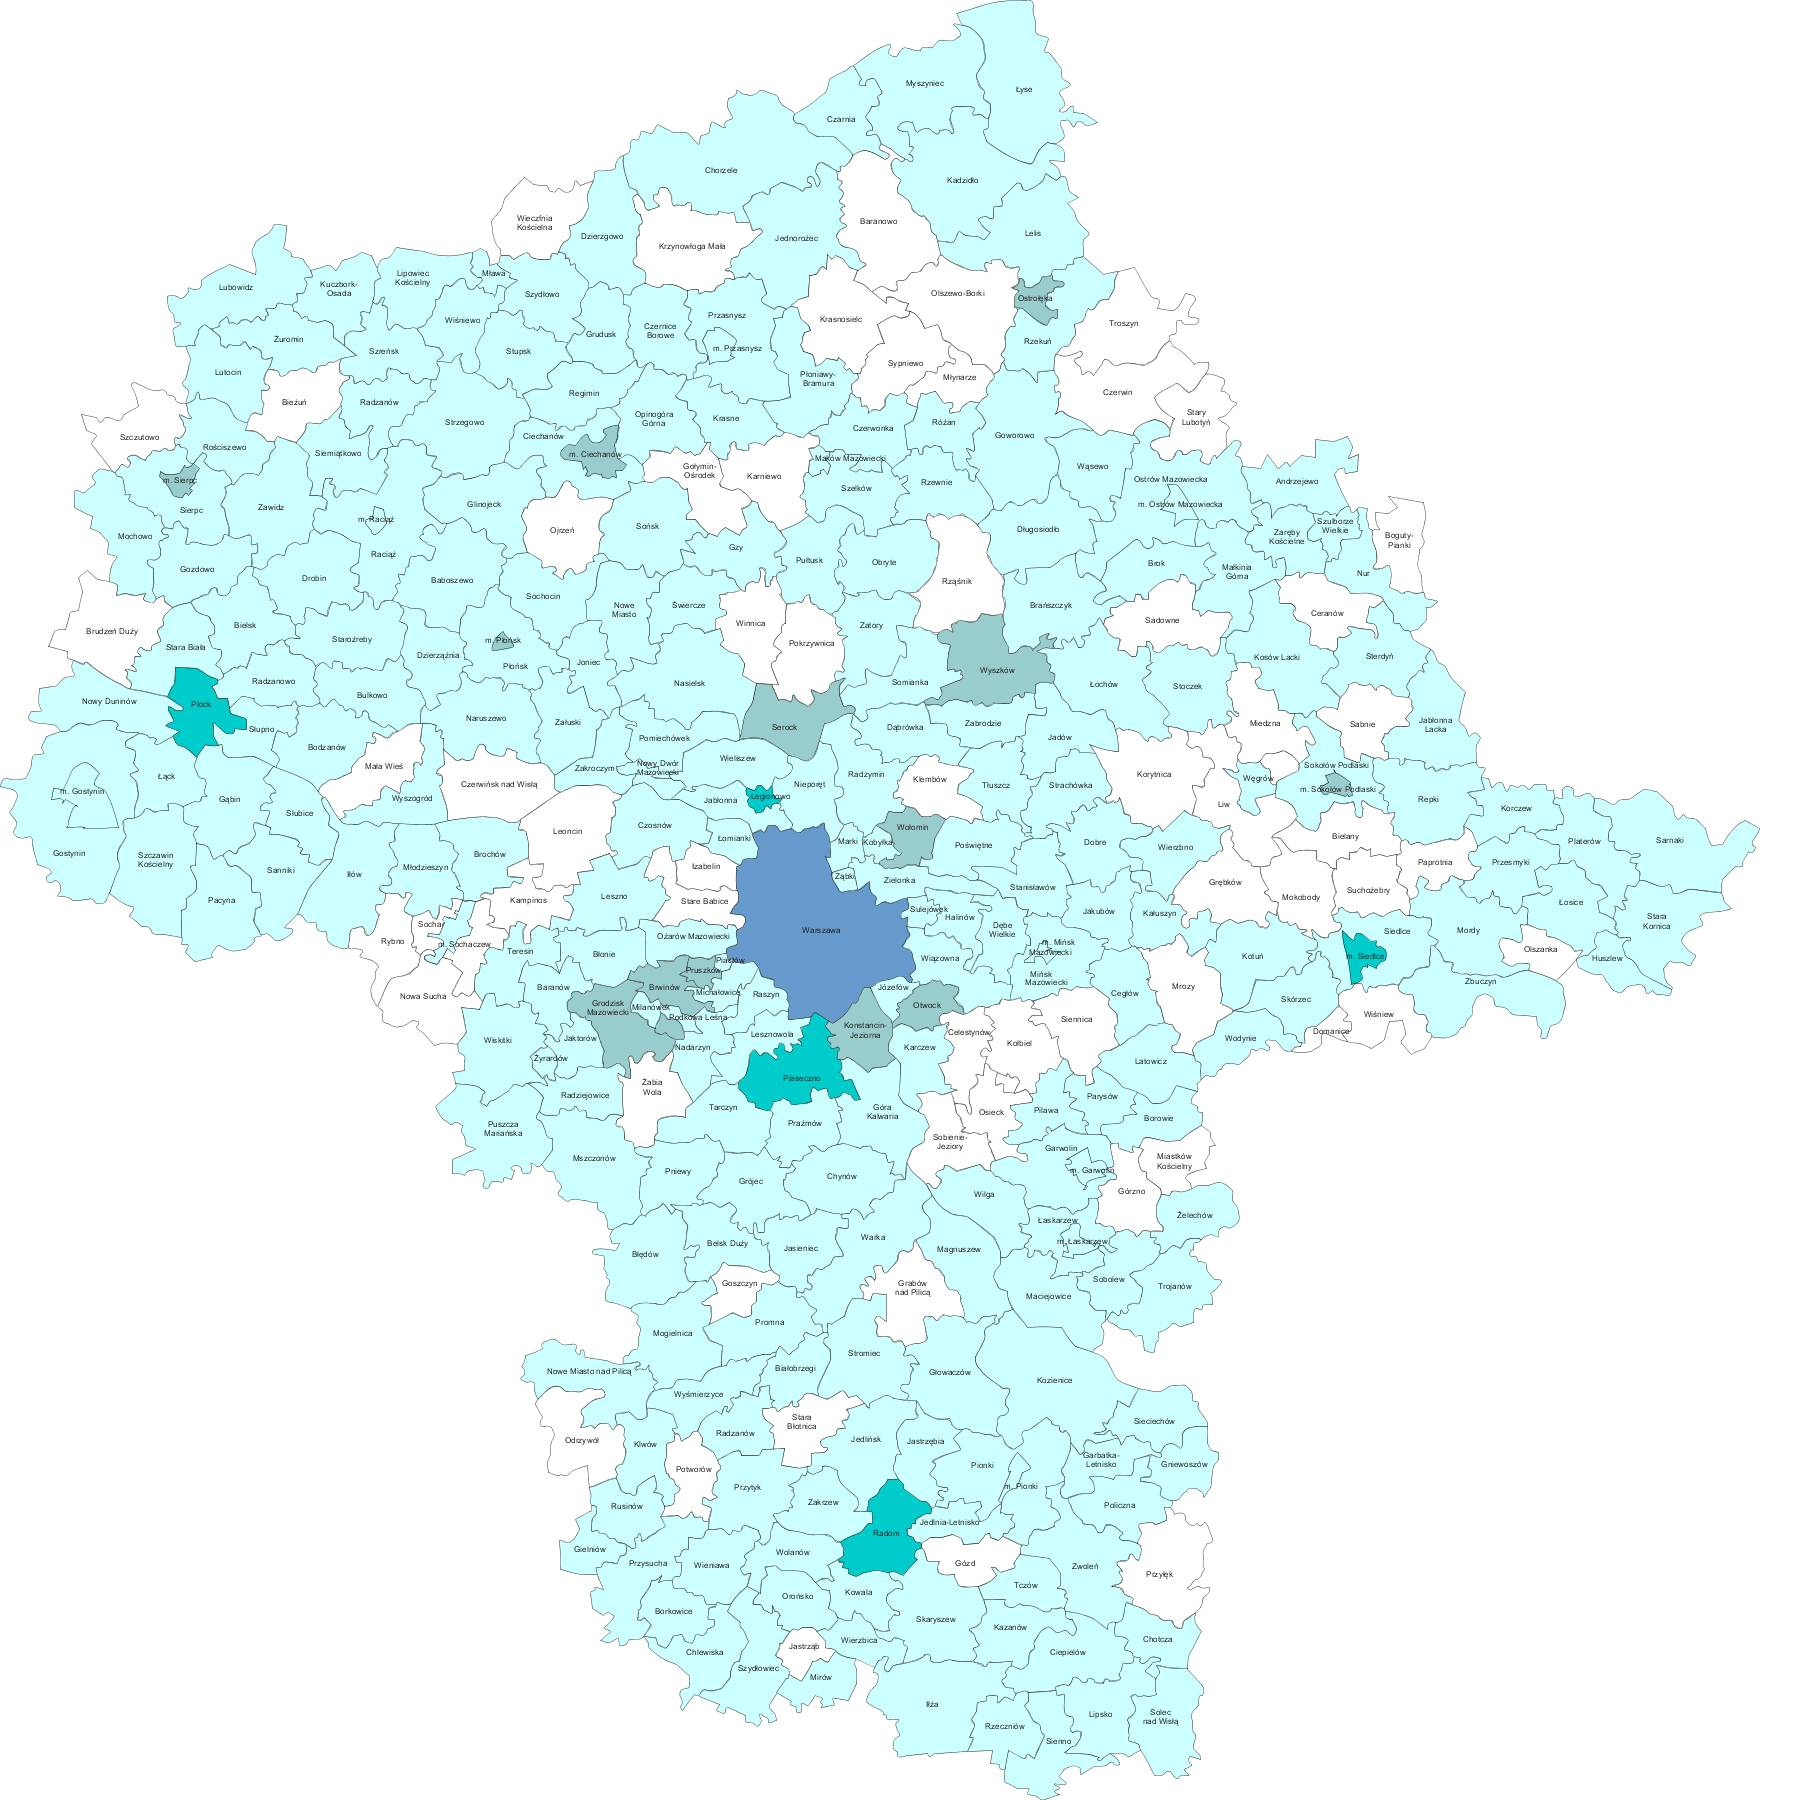 Myszyniec
Łyse
Czarnia
Chorzele
Kadzidło
Baranowo
Wieczfnia
Kościelna
Dzierzgowo
Krzynowłoga Mała
Jednorożec
Lelis
Lubowidz
Kuczbork-
Osada
Lipowiec
Kościelny
Mława
Szydłowo
Olszewo-Borki
Ostrołęka
Wiśniewo
Grudusk
Czernice
Borowe
Przasnysz
Krasnosielc
Troszyn
Żuromin
Szreńsk
Stupsk
m. Przasnysz
Rzekuń
Lutocin
Płoniawy-
Bramura
Sypniewo
Młynarze
Czerwin
Bieżuń
Radzanów
Regimin
Strzegowo
Opinogóra
Górna
Krasne
Czerwonka
Różan
Stary
Lubotyń
Szczutowo
Rościszewo
Siemiątkowo
Ciechanów
m. Ciechanów
Goworowo
Maków Mazowiecki
Gołymin-
Ośrodek
Karniewo
Wąsewo
m. Sierpc
Sierpc
Zawidz
Glinojeck
Szelków
Rzewnie
Ostrów Mazowiecka
m. Ostrów Mazowiecka
Andrzejewo
m. Raciąż
Mochowo
Ojrzeń
Sońsk
Długosiodło
Szulborze
Wielkie
Zaręby
Kościelne
Boguty-
Pianki
Raciąż
Gzy
Pułtusk
Obryte
Brok
Małkinia
Górna
Nur
Gozdowo
Drobin
Baboszewo
Rząśnik
Sochocin
Nowe
Miasto
Świercze
Brańszczyk
Winnica
Pokrzywnica
Zatory
Sadowne
Ceranów
Brudzeń Duży
Bielsk
Staroźreby
m. Płońsk
Stara Biała
Dzierzążnia
Płońsk
Joniec
Kosów Lacki
Sterdyń
Wyszków
Radzanowo
Nasielsk
Somianka
Łochów
Stoczek
Nowy Duninów
Płock
Bulkowo
Naruszewo
Załuski
Serock
Dąbrówka
Zabrodzie
Miedzna
Sabnie
Jabłonna
Lacka
Słupno
Bodzanów
Pomiechówek
Jadów
Wieliszew
Mała Wieś
Zakroczym
Nowy Dwór
Mazowiecki
Radzymin
Klembów
Korytnica
Sokołów Podlaski
Łąck
Czerwińsk nad Wisłą
Nieporęt
Tłuszcz
Strachówka
Węgrów
m. Sokołów Podlaski
m. Gostynin
Gąbin
Wyszogród
Jabłonna
Legionowo
Liw
Repki
Korczew
Słubice
Leoncin
Czosnów
Wołomin
Łomianki
Marki
Kobyłka
Poświętne
Dobre
Wierzbno
Bielany
Platerów
Sarnaki
Gostynin
Szczawin
Kościelny
Sanniki
Iłów
Młodzieszyn
Brochów
Izabelin
Ząbki
Zielonka
Stanisławów
Paprotnia
Przesmyki
Grębków
Suchożebry
Mokobody
Pacyna
Kampinos
Leszno
Stare Babice
Sulejówek
Halinów
Jakubów
Kałuszyn
Łosice
Stara
Kornica
Warszawa
Dębe
Wielkie
Siedlce
Mordy
Rybno
m. Sochaczew
Ożarów Mazowiecki
m. Mińsk
Mazowiecki
Teresin
Błonie
Piastów
Wiązowna
m. Siedlce
Kotuń
Olszanka
Huszlew
Pruszków
Mińsk
Mazowiecki
Mrozy
Zbuczyn
Baranów
Brwinów
Michałowice
Raszyn
Józefów
Cegłów
Skórzec
Nowa Sucha
Grodzisk
Mazowiecki
Milanówek
Podkowa Leśna
Otwock
Wiśniew
Konstancin-
Jeziorna
Siennica
Domanice
Wiskitki
Jaktorów
Nadarzyn
Lesznowola
Karczew
Celestynów
Kołbiel
Wodynie
Żyrardów
Żabia
Wola
Piaseczno
Latowicz
Radziejowice
Tarczyn
Góra
Kalwaria
Osieck
Pilawa
Parysów
Borowie
Puszcza
Mariańska
Prażmów
Sobienie-
Jeziory
Garwolin
Miastków
Kościelny
Mszczonów
Pniewy
Grójec
Chynów
m. Garwolin
Górzno
Wilga
Żelechów
Łaskarzew
m. Łaskarzew
Błędów
Belsk Duży
Jasieniec
Warka
Magnuszew
Sobolew
Trojanów
Goszczyn
Grabów
nad Pilicą
Maciejowice
Promna
Mogielnica
Stromiec
Nowe Miasto nad Pilicą
Białobrzegi
Głowaczów
Kozienice
Wyśmierzyce
Stara
Błotnica
Sieciechów
Odrzywół
Klwów
Radzanów
Jedlińsk
Jastrzębia
Garbatka-
Letnisko
Gniewoszów
Potworów
Pionki
Przytyk
m. Pionki
Rusinów
Zakrzew
Policzna
Radom
Jedlnia-Letnisko
Gielniów
Przysucha
Wieniawa
Wolanów
Gózd
Zwoleń
Przyłęk
Orońsko
Kowala
Tczów
Borkowice
Skaryszew
Kazanów
Chlewiska
Jastrząb
Wierzbica
Ciepielów
Chotcza
Szydłowiec
Mirów
Iłża
Rzeczniów
Sienno
Lipsko
Solec
nad Wisłą